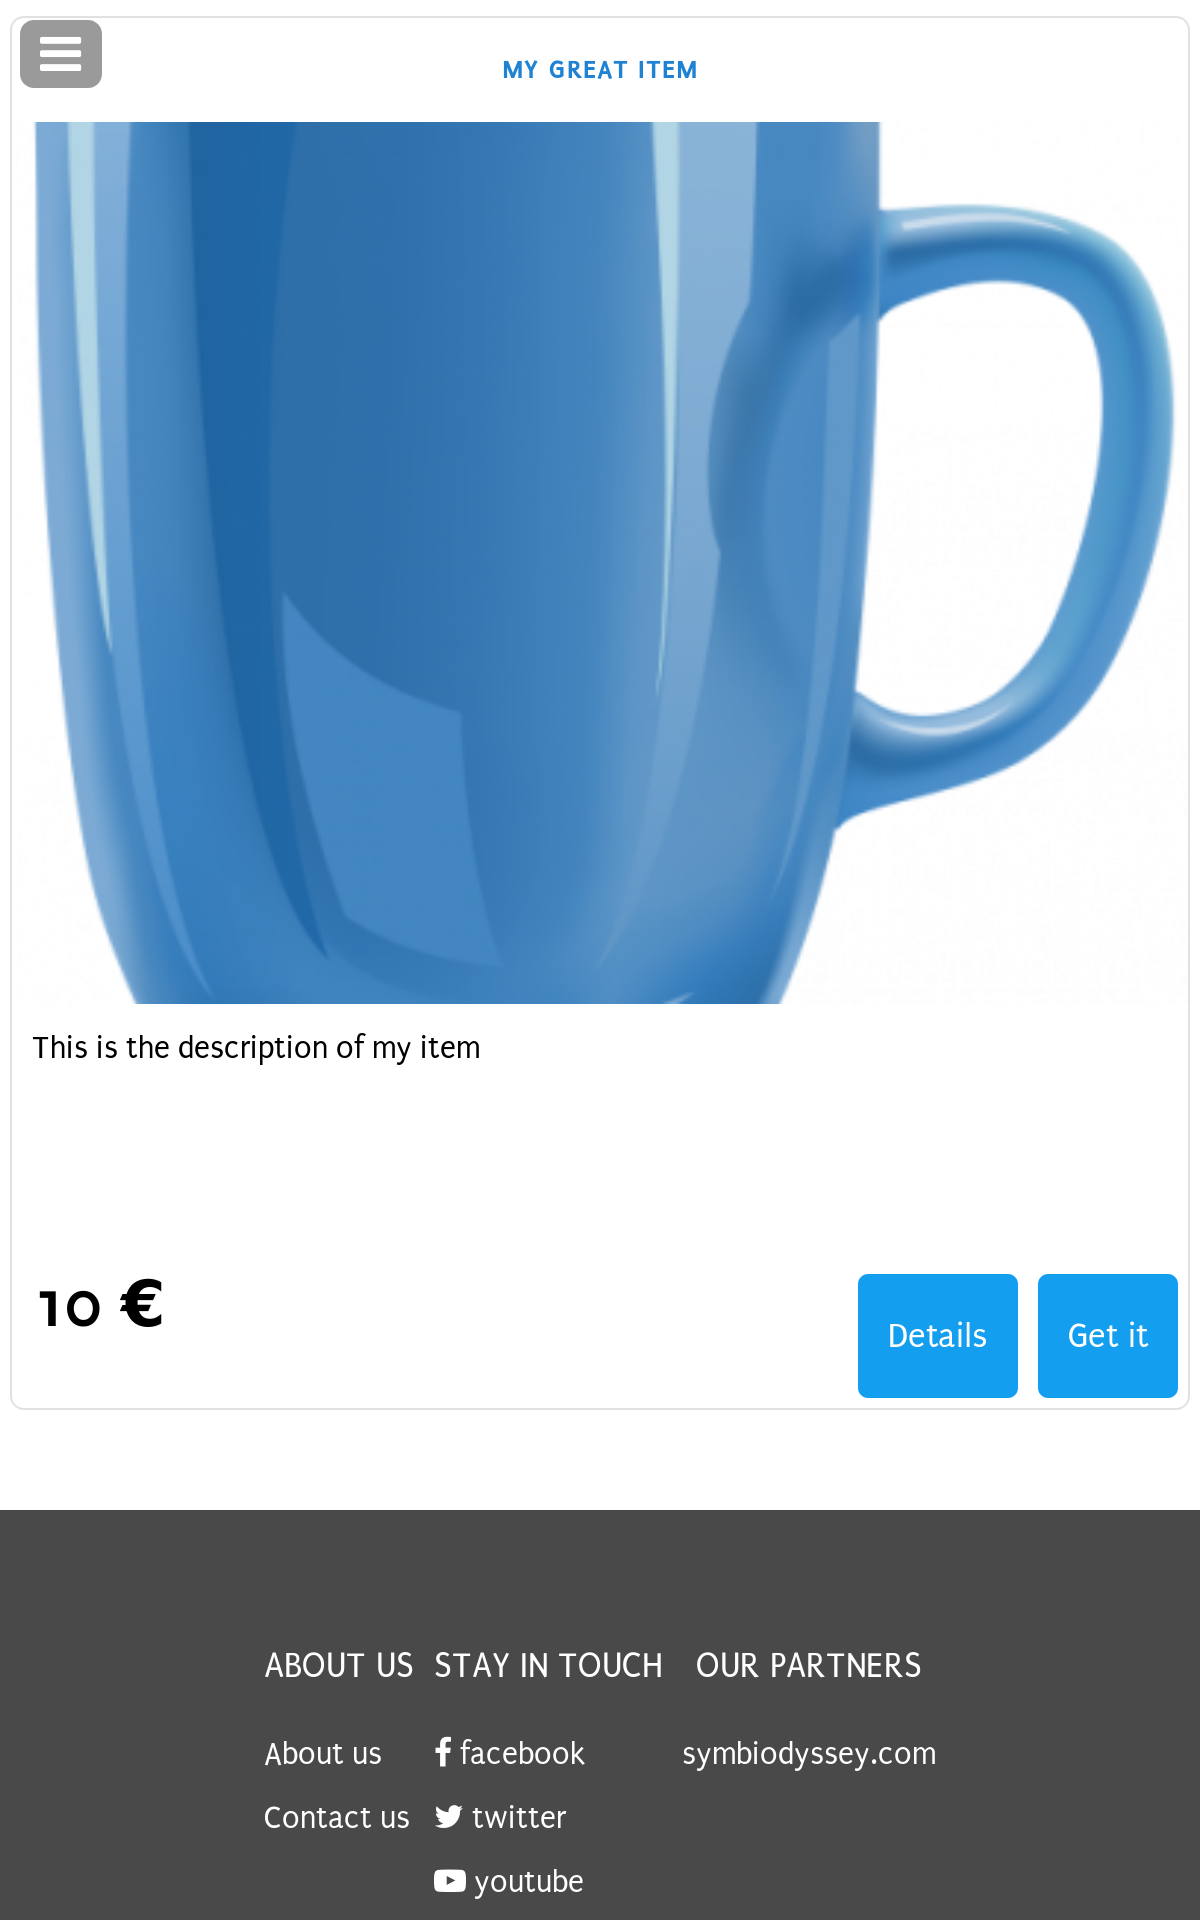 MY GREAT ITEM
This is the description of my item
10 €
Details
Get it
ABOUT US
About us
Contact us
STAY IN TOUCH
facebook
twitter
youtube
OUR PARTNERS
symbiodyssey.com